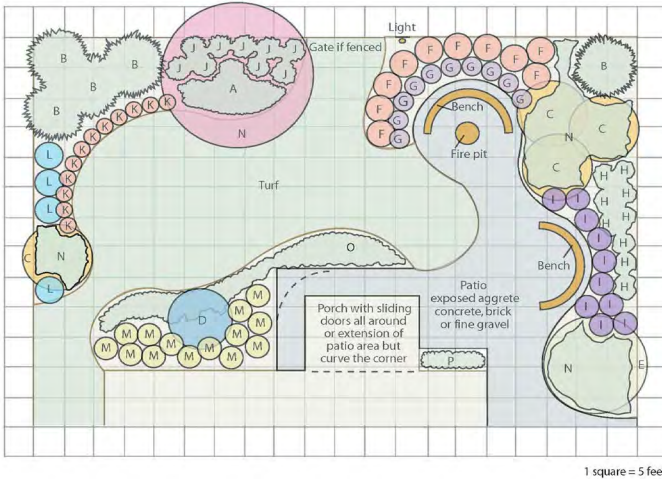 Light
Gate if fenced
B B B B
J J J J J J J J
A
N
K K K K K K K K K K K
L L L
C N
L
Turf
F F F F F F F F F F
G G G G G G G G G G
Bench
Fire pit
B
C N C
C
H H H H H H
I I I I I I I I I I
Bench
O
D
M M M M M M M M M M M
Porch with sliding
doors all around
or extension of
patio area but
curve the corner
Patio
exposed aggrete
concrete, brick
or fine gravel
P
N E
1 square = 5 fee